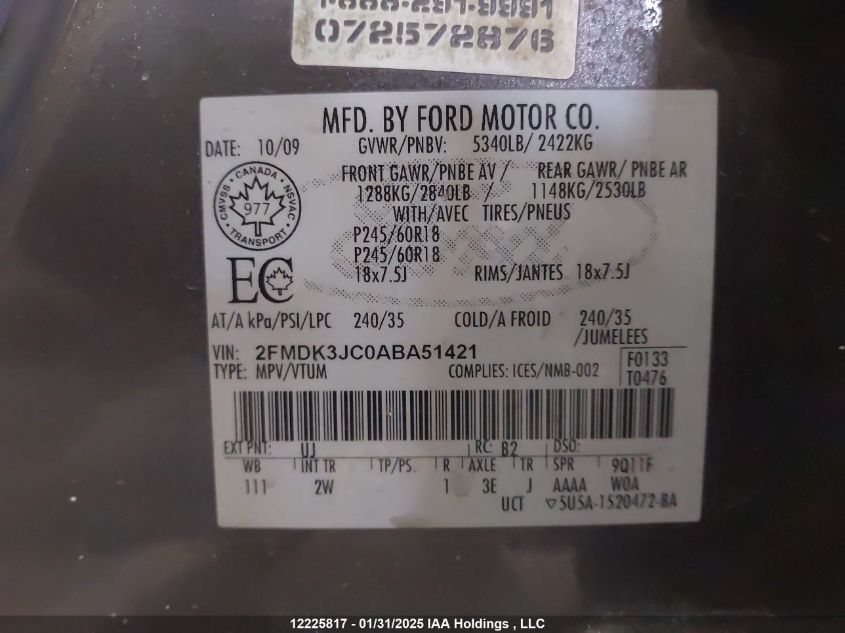 072572876
MFD. BY FORD MOTOR CO.
DATE: 10/09 GVWR/PNBV: 5340LB/ 2422KG
FRONT GAWR/PNBE AV / REAR GAWR/ PNBE AR
1288KG/2840LB / 1148KG/2530LB
WITH/AVEC TIRES/PNEUS
CMVSS • CANADA • NSVAC • TRANSPORT •
977
P245/60R18
P245/60R18
EC
18x7.5J RIMS/JANTES 18x7.5J
AT/A kPa/PSI/LPC 240/35 COLD/A FROID 240/35
/JUMELEES
VIN: 2FMDK3JC0ABA51421
F0133
TYPE: MPV/VTUM COMPLIES: ICES/NMB-002
T0476
EXT PNT: UJ RC: B2 DSO:
WB INT TR TP/PS R AXLE TR SPR 9Q11F
111 2W 1 3E J AAAA W0A
UCT ▽5U5A-1520472-BA
12225817 - 01/31/2025 IAA Holdings , LLC